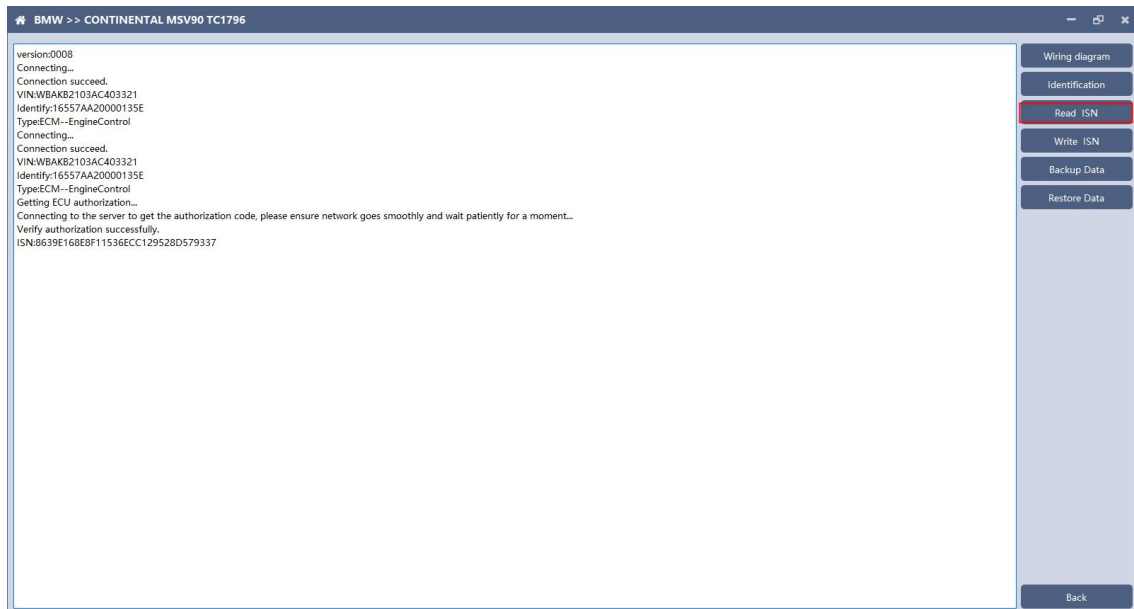 BMW >> CONTINENTAL MSV90 TC1796
version:0008
Connecting...
Connection succeed.
VIN:WBAKB2103AC403321
Identify:16557AA20000135E
Type:ECM--EngineControl
Connecting...
Connection succeed.
VIN:WBAKB2103AC403321
Identify:16557AA20000135E
Type:ECM--EngineControl
Getting ECU authorization...
Connecting to the server to get the authorization code, please ensure network goes smoothly and wait patiently for a moment...
Verify authorization successfully.
ISN:8639E168E8F11536ECC129528D579337
Wiring diagram
Identification
Read ISN
Write ISN
Backup Data
Restore Data
Back